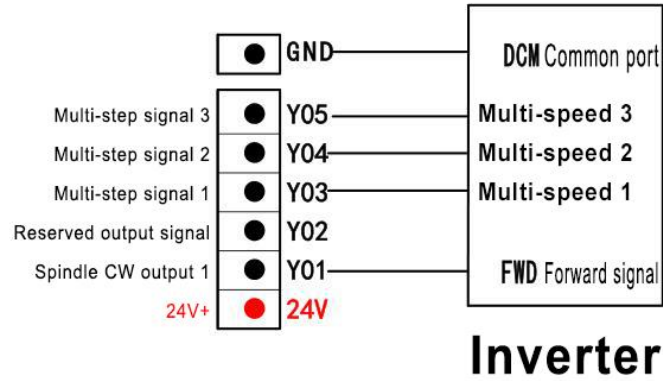 GND DCM Common port
Multi-step signal 3 Y05 Multi-speed 3
Multi-step signal 2 Y04 Multi-speed 2
Multi-step signal 1 Y03 Multi-speed 1
Reserved output signal Y02
Spindle CW output 1 Y01 FWD Forward signal
24V+ 24V
Inverter